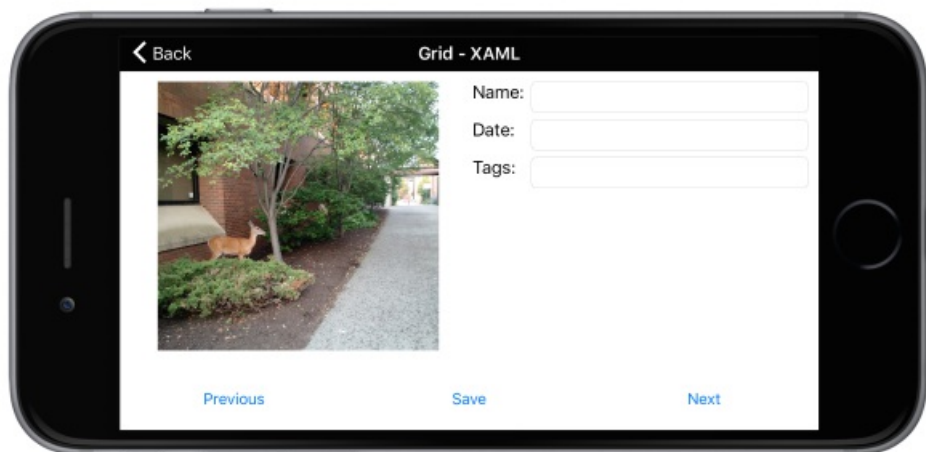 Back
Grid - XAML
Name:
Date:
Tags:
Previous
Save
Next